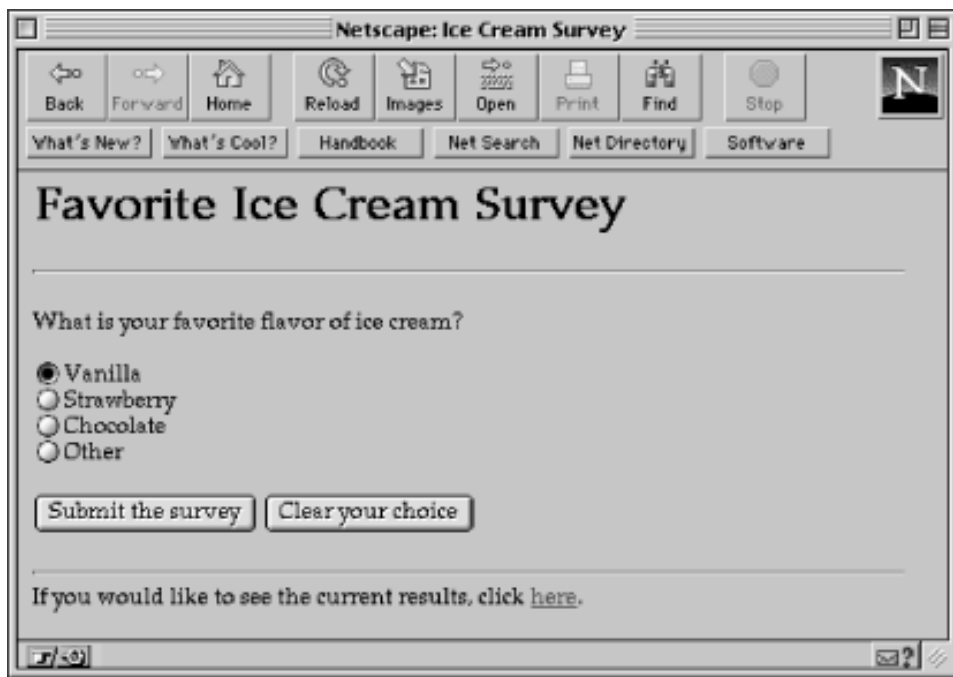 Netscape: Ice Cream Survey
Back Forward Home Reload Images Open Print Find Stop
N
What's New? What's Cool? Handbook Net Search Net Directory Software
Favorite Ice Cream Survey
What is your favorite flavor of ice cream?
Vanilla
Strawberry
Chocolate
Other
Submit the survey Clear your choice
If you would like to see the current results, click here.
?